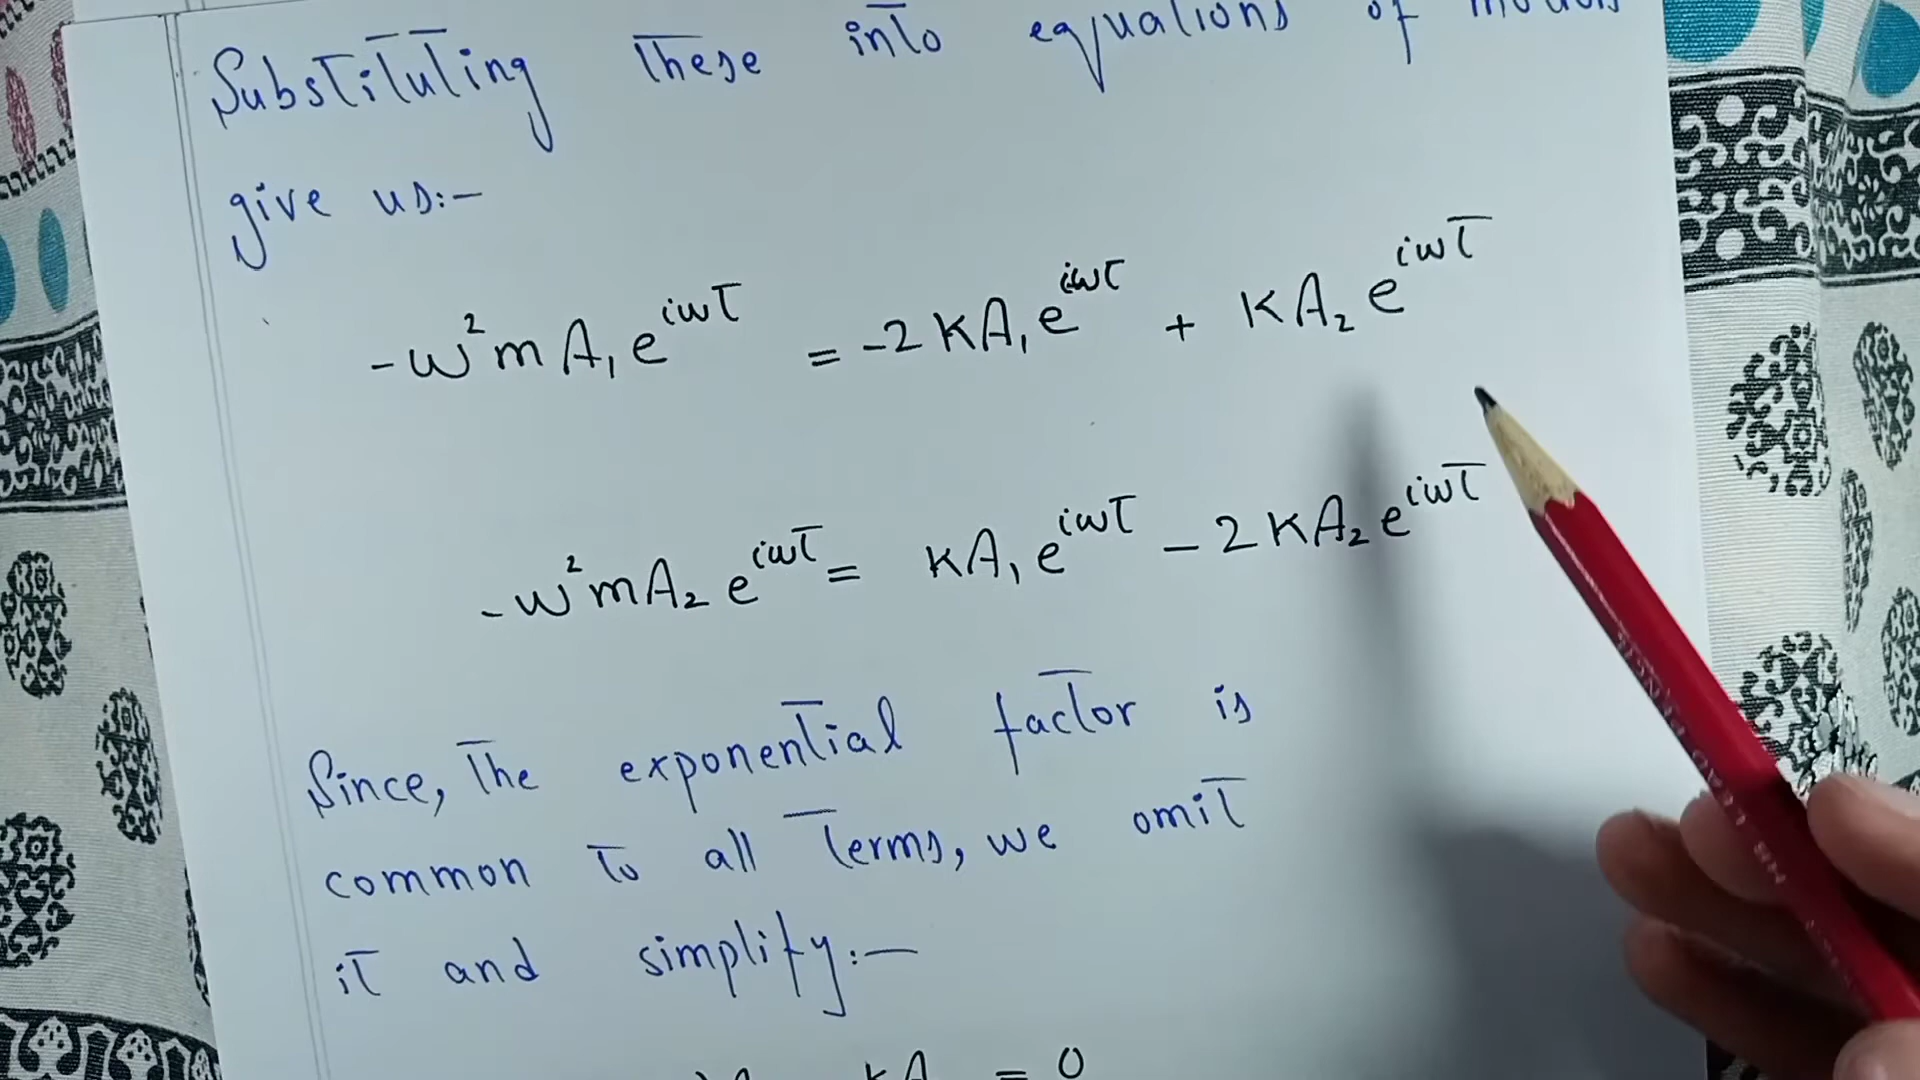 Substituting these into equations of
give us:-
-ω²mA₁e^{iωt} = -2KA₁e^{iωt} + KA₂e^{iωt}
-ω²mA₂e^{iωt} = KA₁e^{iωt} - 2KA₂e^{iωt}
Since, the exponential factor is
common to all terms, we omit
it and simplify:-
= 0